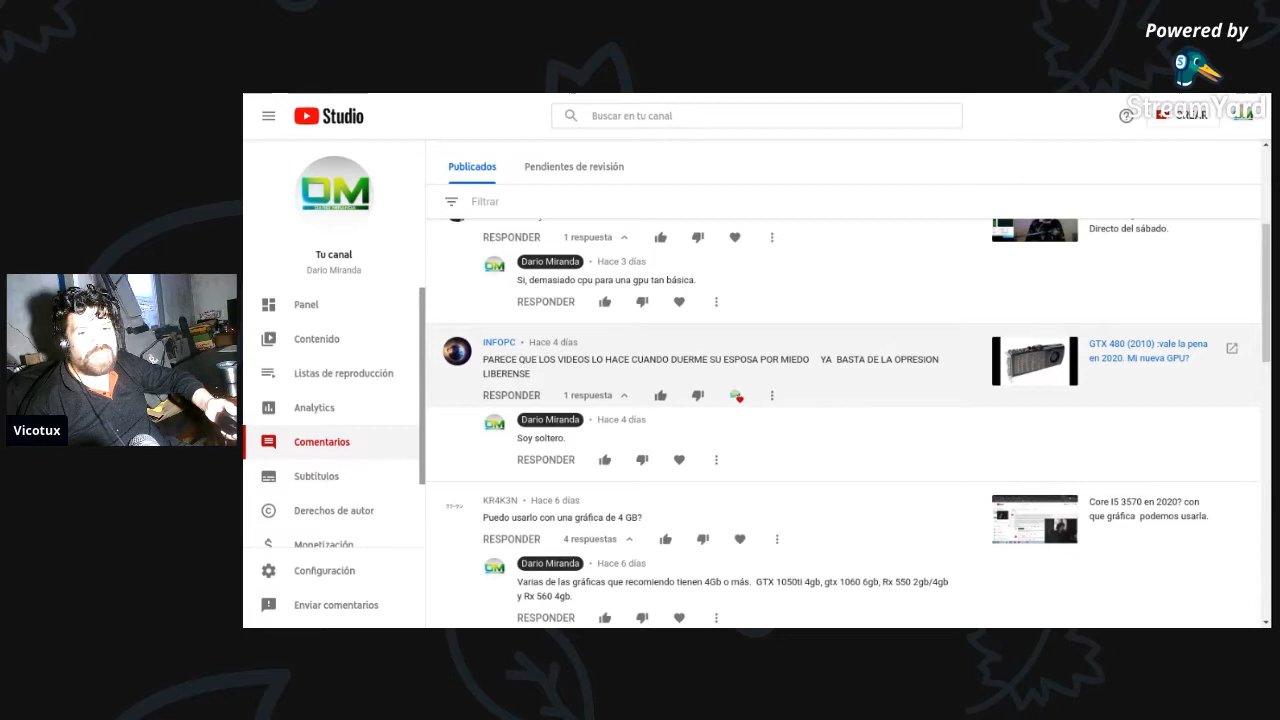 Powered by
StreamYard
Studio
Buscar en tu canal
DM
DARIO MIRANDA
Tu canal
Dario Miranda
Panel
Contenido
Listas de reproducción
Analytics
Comentarios
Subtítulos
Derechos de autor
Monetización
Configuración
Enviar comentarios
Vicotux
Publicados
Pendientes de revisión
Filtrar
RESPONDER 1 respuesta
Directo del sábado.
Dario Miranda • Hace 3 días
Si, demasiado cpu para una gpu tan básica.
RESPONDER
INFOPC • Hace 4 días
PARECE QUE LOS VIDEOS LO HACE CUANDO DUERME SU ESPOSA POR MIEDO YA BASTA DE LA OPRESION
LIBERENSE
RESPONDER 1 respuesta
GTX 480 (2010) :vale la pena
en 2020. Mi nueva GPU?
Dario Miranda • Hace 4 días
Soy soltero.
RESPONDER
KR4K3N • Hace 6 días
Puedo usarlo con una gráfica de 4 GB?
RESPONDER 4 respuestas
Core I5 3570 en 2020? con
que gráfica podemos usarla.
Dario Miranda • Hace 6 días
Varias de las gráficas que recomiendo tienen 4Gb o más. GTX 1050ti 4gb, gtx 1060 6gb, Rx 550 2gb/4gb
y Rx 560 4gb.
RESPONDER